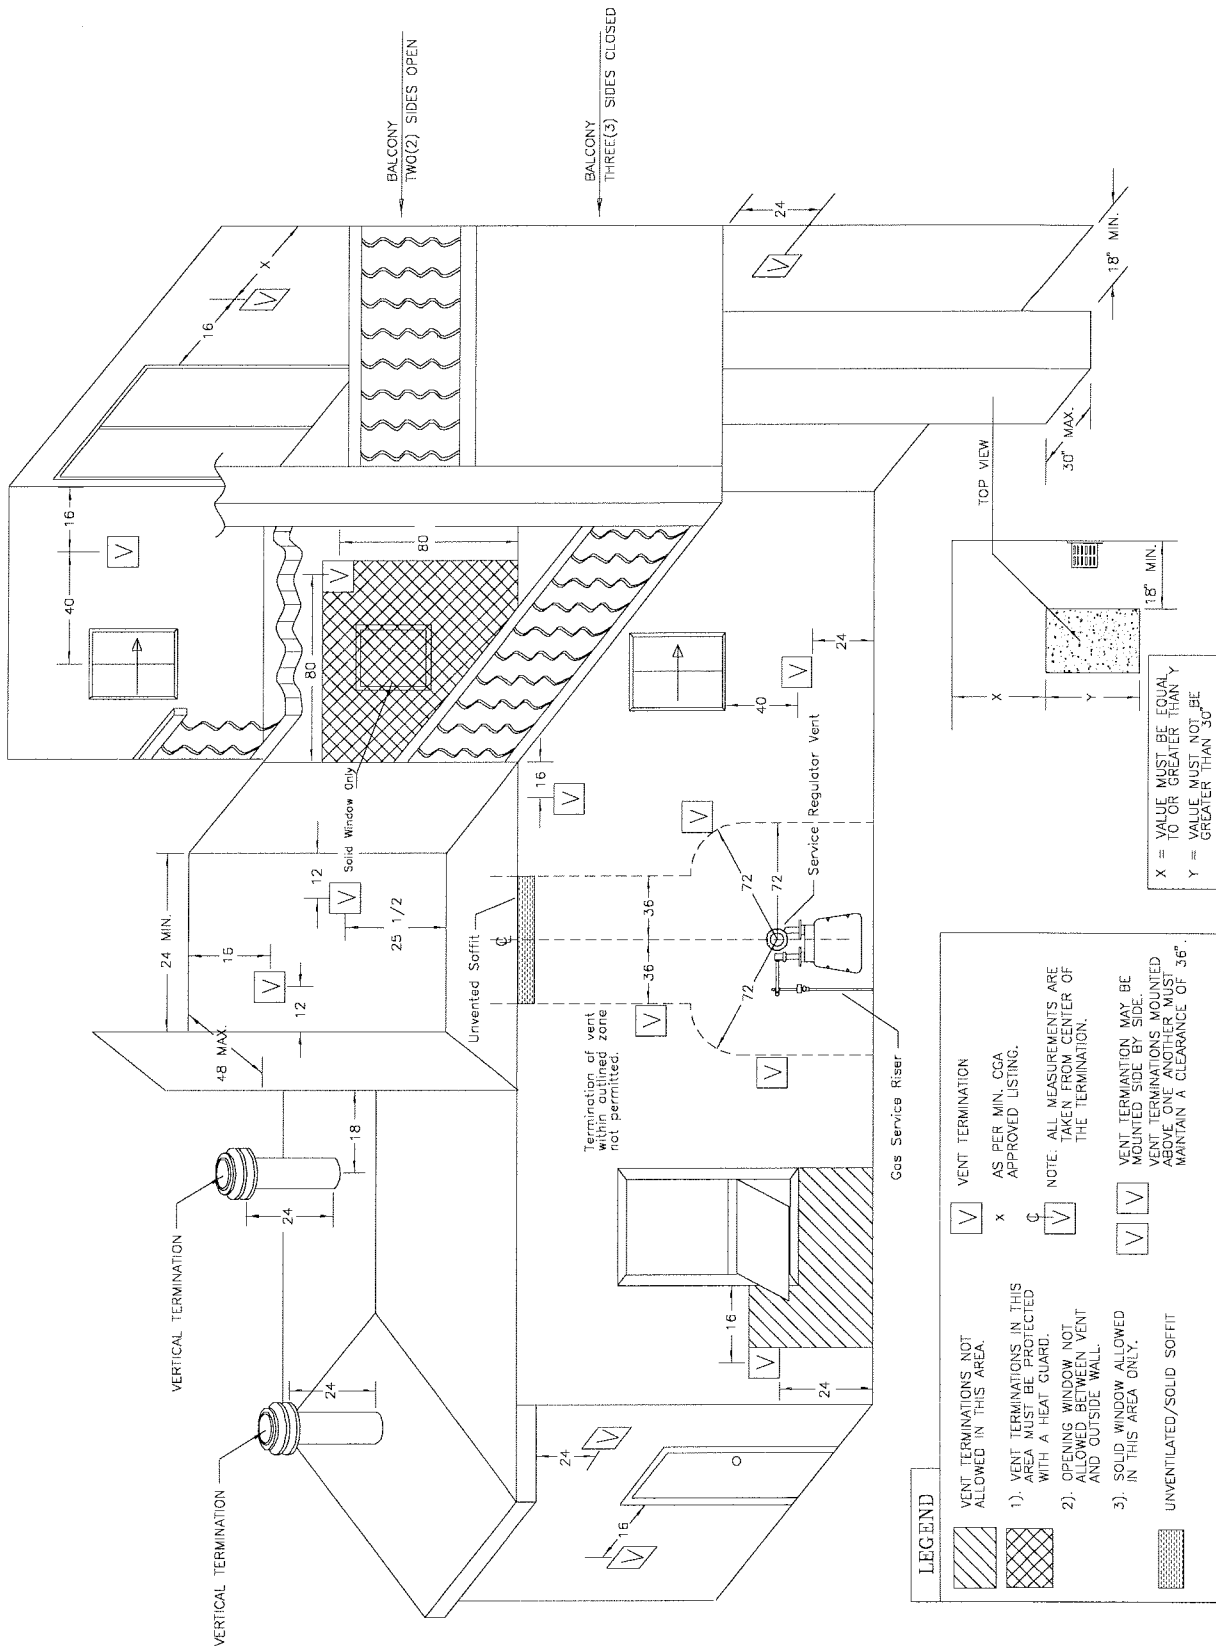 VERTICAL TERMINATION
VERTICAL TERMINATION
24
24
18
48 MAX.
24 MIN.
16
12
12
25 1/2
V
V
Solid Window Only
80
80
V
40
16
V
16
X
V
BALCONY
TWO(2) SIDES OPEN
BALCONY
THREE(3) SIDES CLOSED
24
V
18" MIN.
30" MAX.
TOP VIEW
18" MIN.
X
Y
X = VALUE MUST BE EQUAL
TO OR GREATER THAN Y
Y = VALUE MUST NOT BE
GREATER THAN 30"
Unvented Soffit
℄
36
36
Termination of vent
within outlined zone
not permitted.
V
V
V
V
16
72
72
72
Service Regulator Vent
Gas Service Riser
40
24
V
16
24
V
24
V
16
V
LEGEND
VENT TERMINATIONS NOT
ALLOWED IN THIS AREA.
1). VENT TERMINATIONS IN THIS
AREA MUST BE PROTECTED
WITH A HEAT GUARD.
2). OPENING WINDOW NOT
ALLOWED BETWEEN VENT
AND OUTSIDE WALL.
3). SOLID WINDOW ALLOWED
IN THIS AREA ONLY.
UNVENTILATED/SOLID SOFFIT
V VENT TERMINATION
X AS PER MIN. CGA
APPROVED LISTING.
℄
V
NOTE: ALL MEASUREMENTS ARE
TAKEN FROM CENTER OF
THE TERMINATION.
V V
VENT TERMIANTION MAY BE
MOUNTED SIDE BY SIDE.
VENT TERMINATIONS MOUNTED
ABOVE ONE ANOTHER MUST
MAINTAIN A CLEARANCE OF 36".